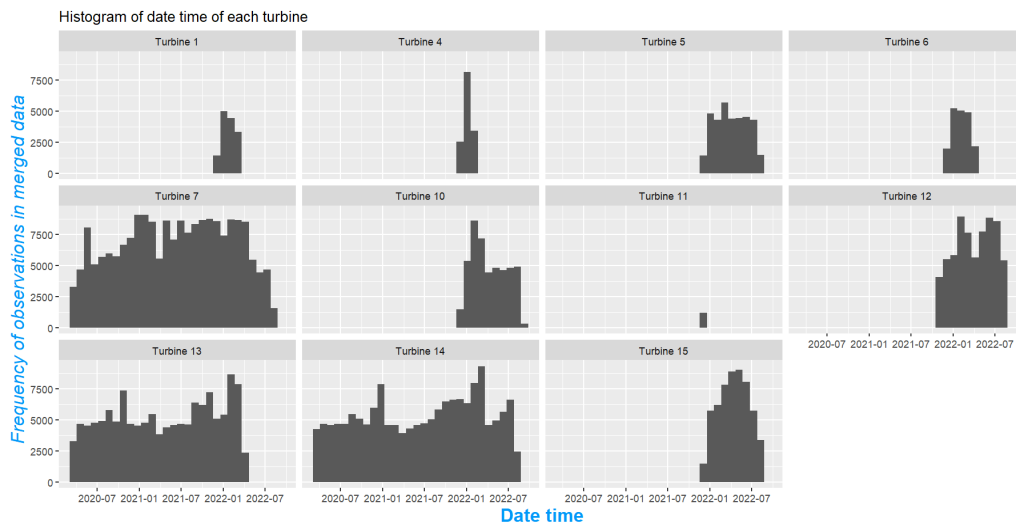 Histogram of date time of each turbine
Turbine 1 Turbine 4 Turbine 5 Turbine 6
7500
5000
2500
0
Turbine 7 Turbine 10 Turbine 11 Turbine 12
7500
5000
2500
0
2020-07 2021-01 2021-07 2022-01 2022-07
Turbine 13 Turbine 14 Turbine 15
7500
5000
2500
0
2020-07 2021-01 2021-07 2022-01 2022-07 2020-07 2021-01 2021-07 2022-01 2022-07 2020-07 2021-01 2021-07 2022-01 2022-07
Date time
Frequency of observations in merged data